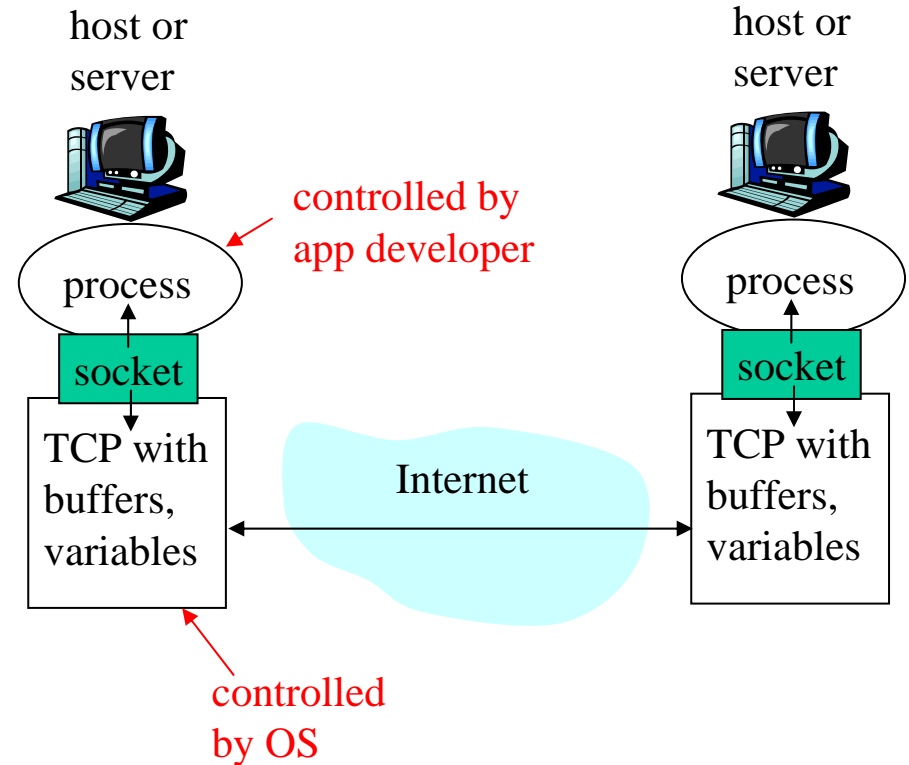 host or
server
host or
server
controlled by
app developer
process
process
socket
socket
TCP with
buffers,
variables
Internet
TCP with
buffers,
variables
controlled
by OS